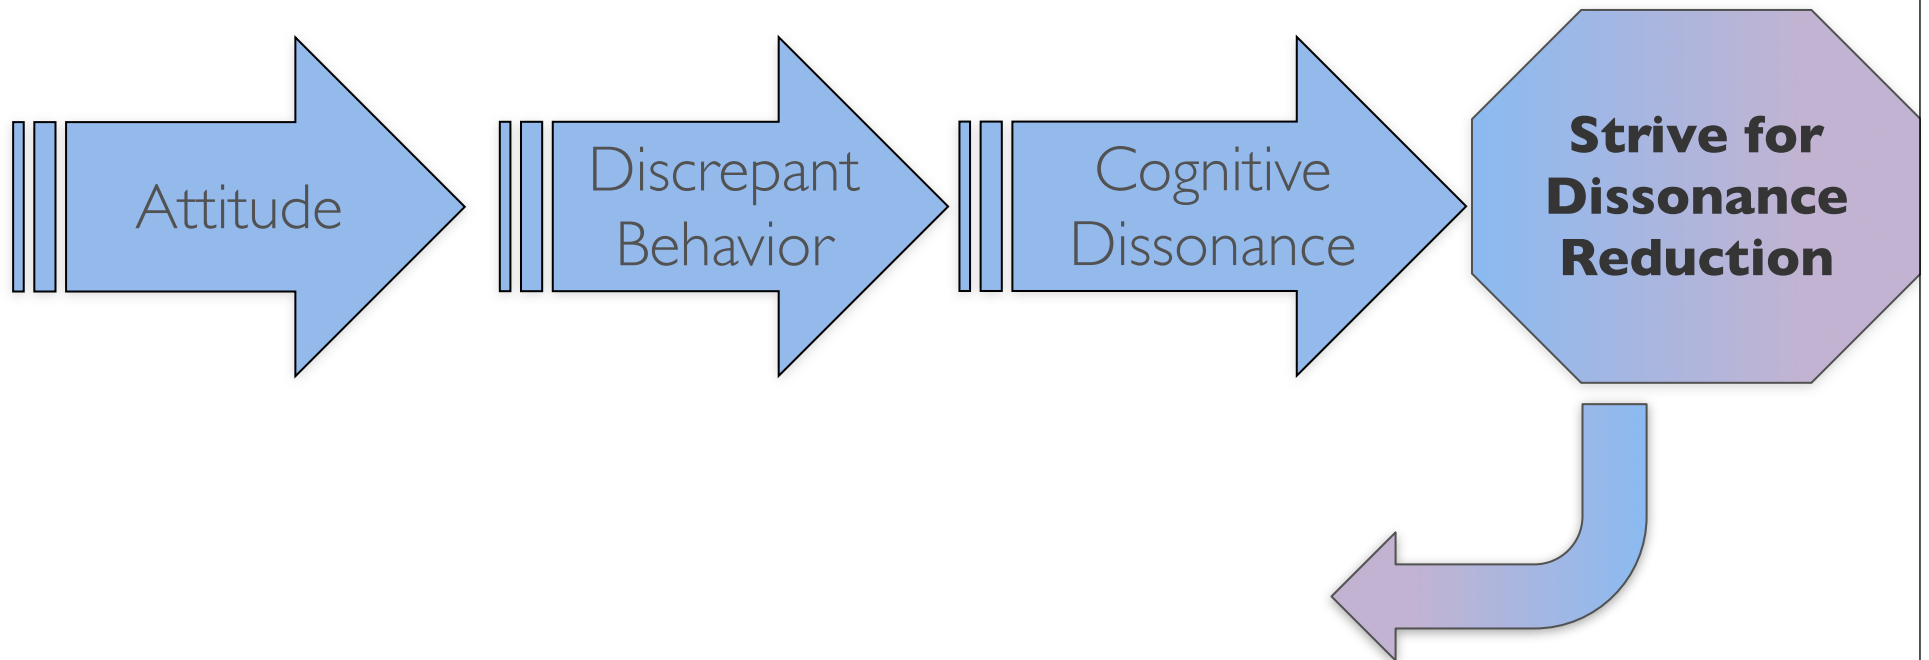 Attitude
Discrepant
Behavior
Cognitive
Dissonance
Strive for
Dissonance
Reduction